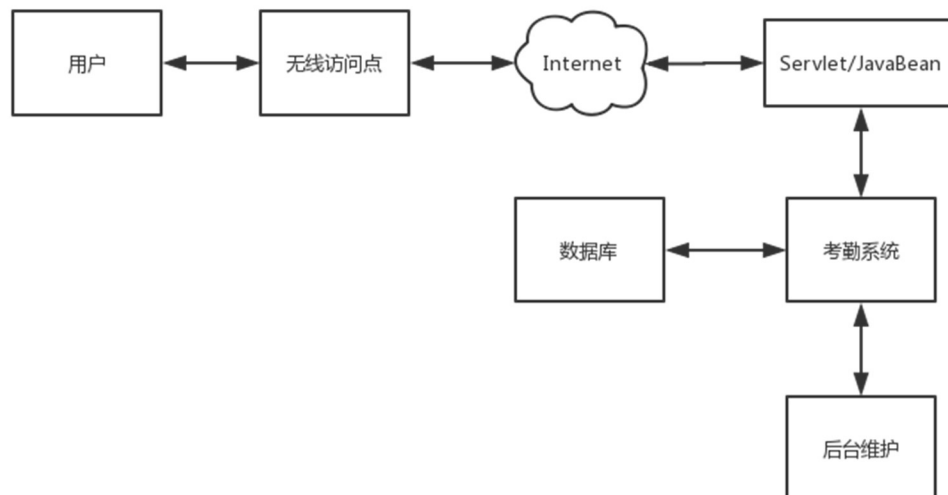 用户
无线访问点
Internet
Servlet/JavaBean
数据库
考勤系统
后台维护